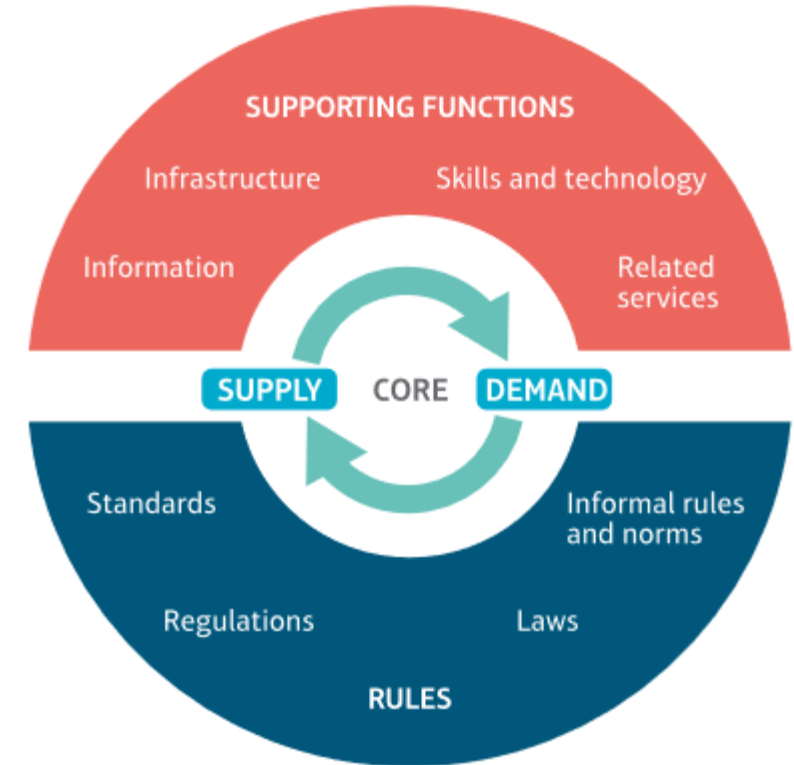 SUPPORTING FUNCTIONS
Infrastructure
Skills and technology
Information
Related
services
SUPPLY
CORE
DEMAND
Standards
Informal rules
and norms
Regulations
Laws
RULES